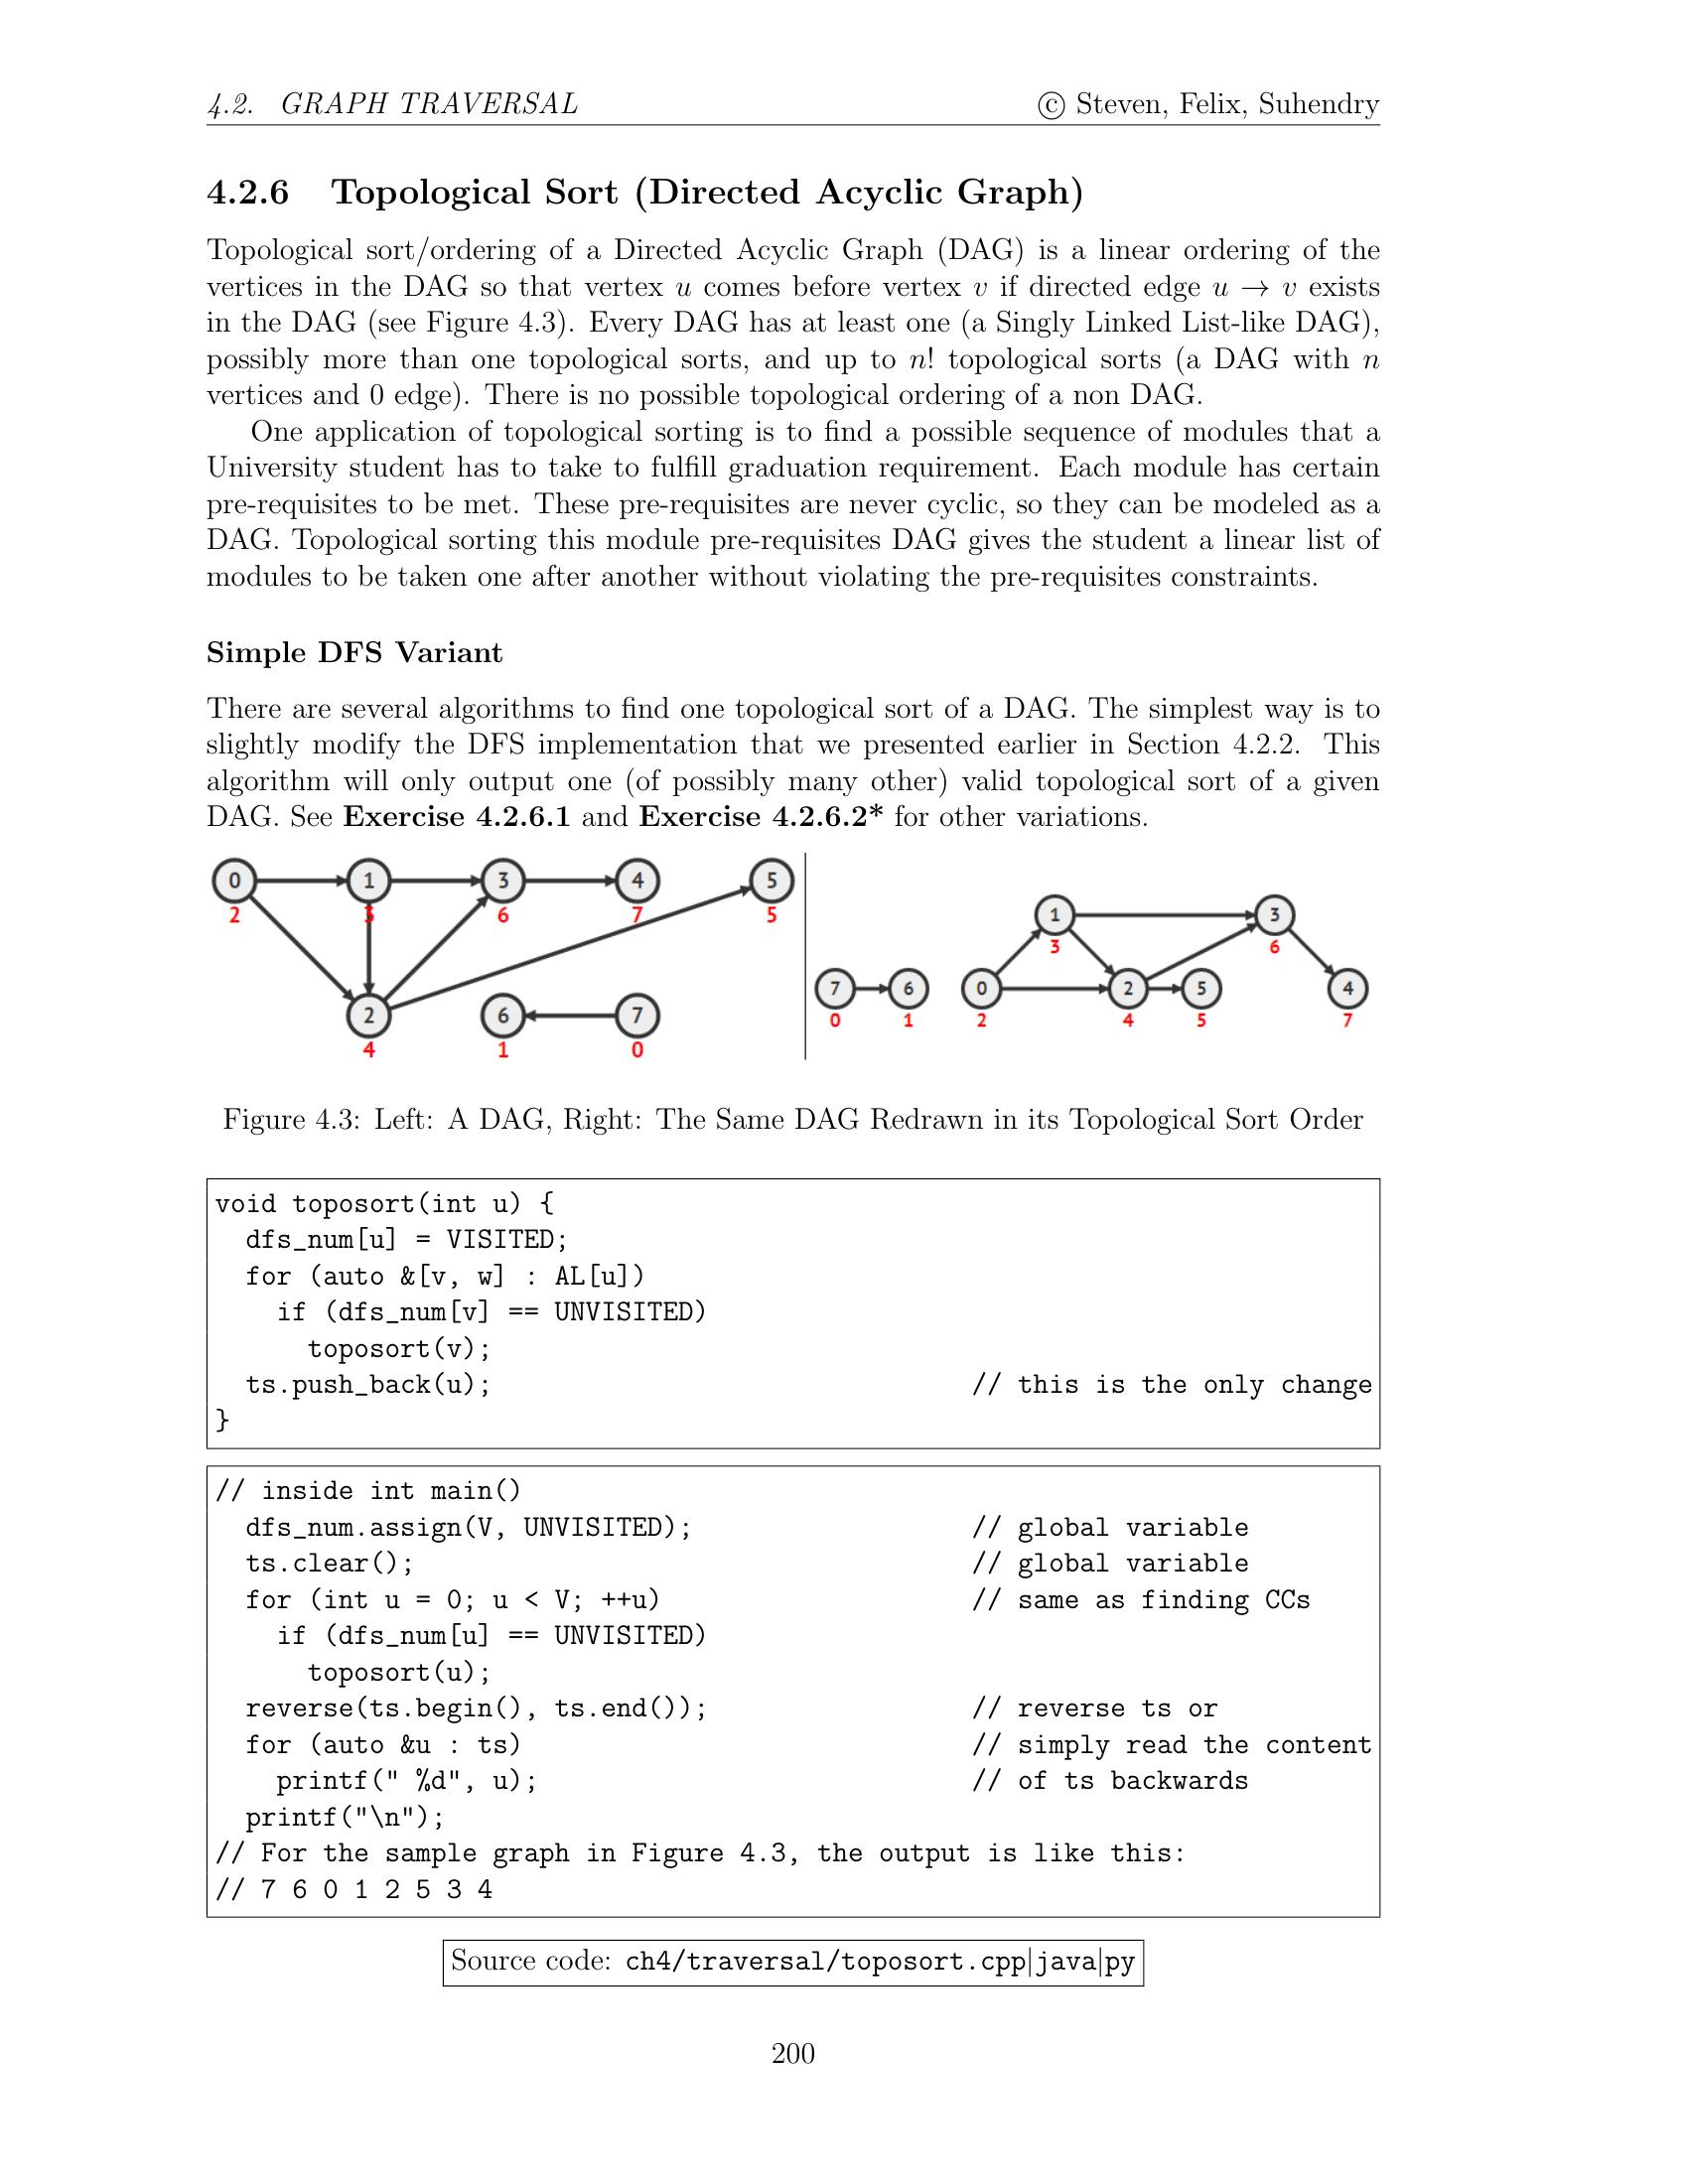 4.2. GRAPH TRAVERSAL © Steven, Felix, Suhendry
4.2.6 Topological Sort (Directed Acyclic Graph)
Topological sort/ordering of a Directed Acyclic Graph (DAG) is a linear ordering of the
vertices in the DAG so that vertex u comes before vertex v if directed edge u → v exists
in the DAG (see Figure 4.3). Every DAG has at least one (a Singly Linked List-like DAG),
possibly more than one topological sorts, and up to n! topological sorts (a DAG with n
vertices and 0 edge). There is no possible topological ordering of a non DAG.
One application of topological sorting is to find a possible sequence of modules that a
University student has to take to fulfill graduation requirement. Each module has certain
pre-requisites to be met. These pre-requisites are never cyclic, so they can be modeled as a
DAG. Topological sorting this module pre-requisites DAG gives the student a linear list of
modules to be taken one after another without violating the pre-requisites constraints.
Simple DFS Variant
There are several algorithms to find one topological sort of a DAG. The simplest way is to
slightly modify the DFS implementation that we presented earlier in Section 4.2.2. This
algorithm will only output one (of possibly many other) valid topological sort of a given
DAG. See Exercise 4.2.6.1 and Exercise 4.2.6.2* for other variations.
0 1 3 4 5
2 3 6 7 5
2 6 7
4 1 0
1 3
3 6
7 6 0 2 5 4
0 1 2 4 5 7
Figure 4.3: Left: A DAG, Right: The Same DAG Redrawn in its Topological Sort Order
void toposort(int u) {
  dfs_num[u] = VISITED;
  for (auto &[v, w] : AL[u])
    if (dfs_num[v] == UNVISITED)
      toposort(v);
  ts.push_back(u); // this is the only change
}
// inside int main()
  dfs_num.assign(V, UNVISITED); // global variable
  ts.clear(); // global variable
  for (int u = 0; u < V; ++u) // same as finding CCs
    if (dfs_num[u] == UNVISITED)
      toposort(u);
  reverse(ts.begin(), ts.end()); // reverse ts or
  for (auto &u : ts) // simply read the content
    printf(" %d", u); // of ts backwards
  printf("\n");
// For the sample graph in Figure 4.3, the output is like this:
// 7 6 0 1 2 5 3 4
Source code: ch4/traversal/toposort.cpp|java|py
200